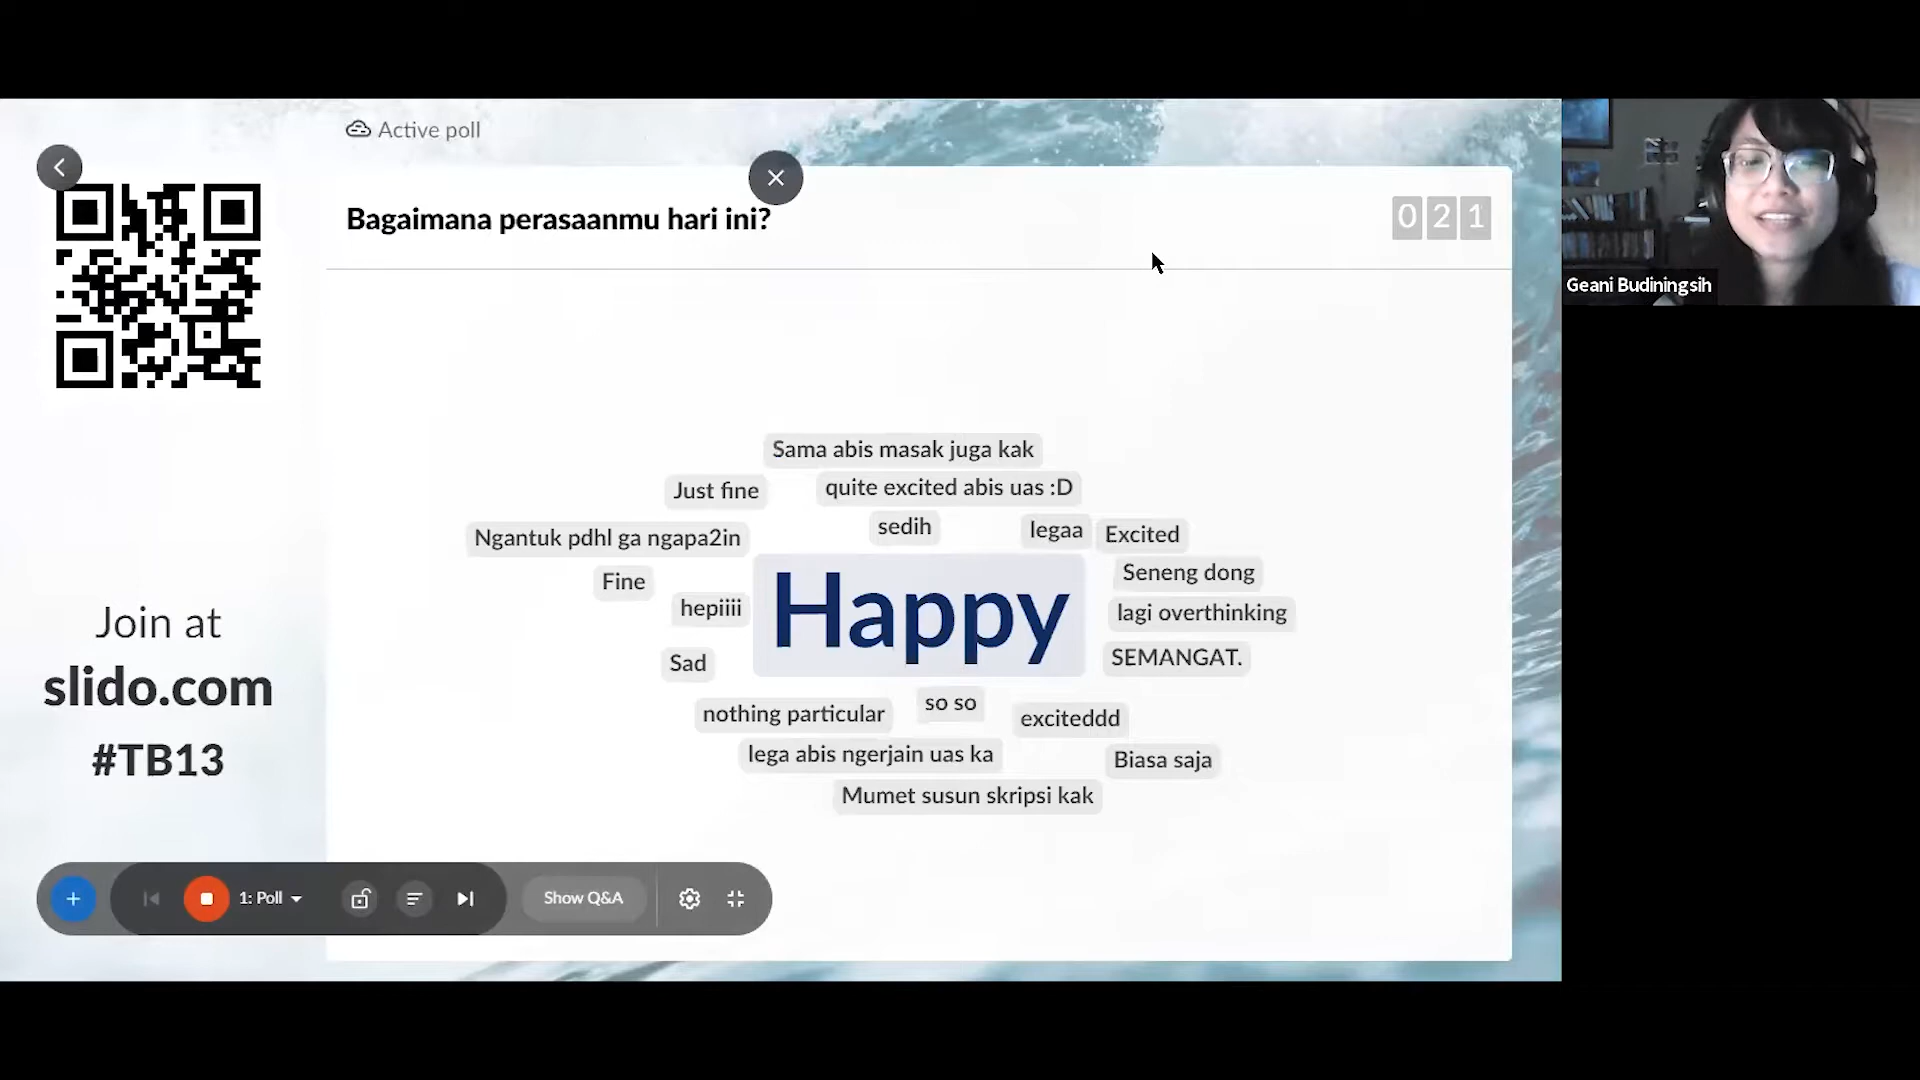 Active poll
Bagaimana perasaanmu hari ini?
021
Geani Budiningsih
Sama abis masak juga kak
Just fine
quite excited abis uas :D
sedih
legaa
Excited
Ngantuk pdhl ga ngapa2in
Seneng dong
Fine
hepiiii
Happy
lagi overthinking
Sad
SEMANGAT.
nothing particular
so so
exciteddd
lega abis ngerjain uas ka
Biasa saja
Mumet susun skripsi kak
Join at
slido.com
#TB13
1: Poll
Show Q&A